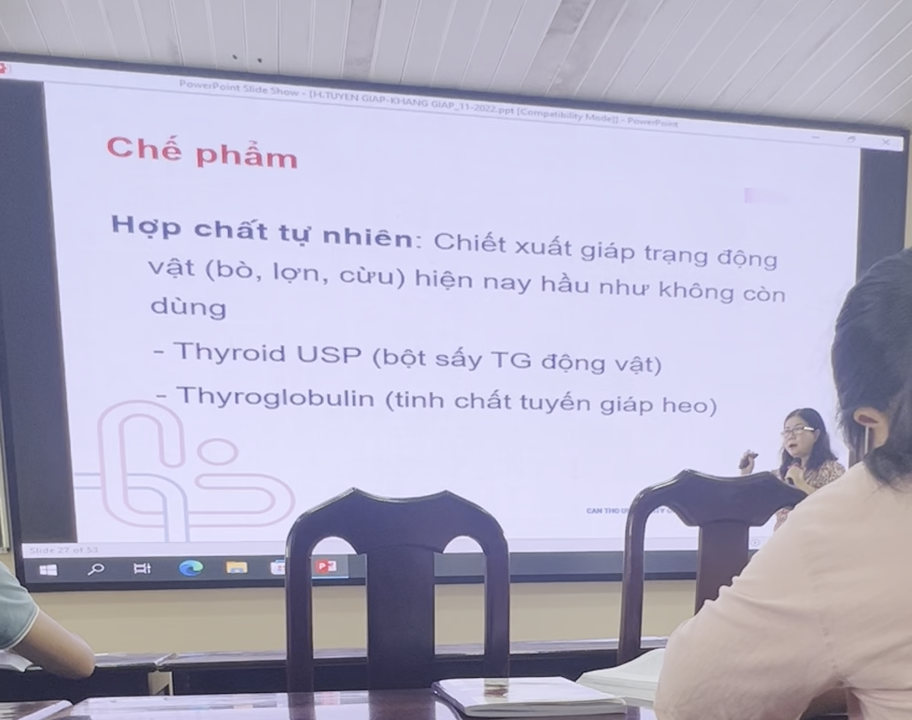 PowerPoint Slide Show - [H.TUYEN GIAP-KHANG GIAP_11-2022.ppt [Compatibility Mode]] - PowerPoint
Chế phẩm
Hợp chất tự nhiên: Chiết xuất giáp trạng động
vật (bò, lợn, cừu) hiện nay hầu như không còn
dùng
- Thyroid USP (bột sấy TG động vật)
- Thyroglobulin (tinh chất tuyến giáp heo)
CAN THO
Slide 27 of 53